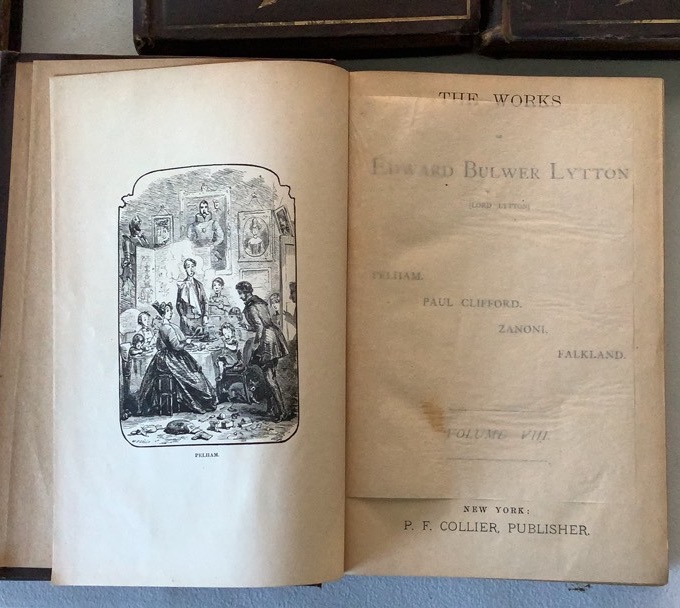 PELHAM.
THE WORKS
OF
EDWARD BULWER LYTTON
(LORD LYTTON)
PELHAM.
PAUL CLIFFORD.
ZANONI.
FALKLAND.
VOLUME VIII.
NEW YORK:
P. F. COLLIER, PUBLISHER.